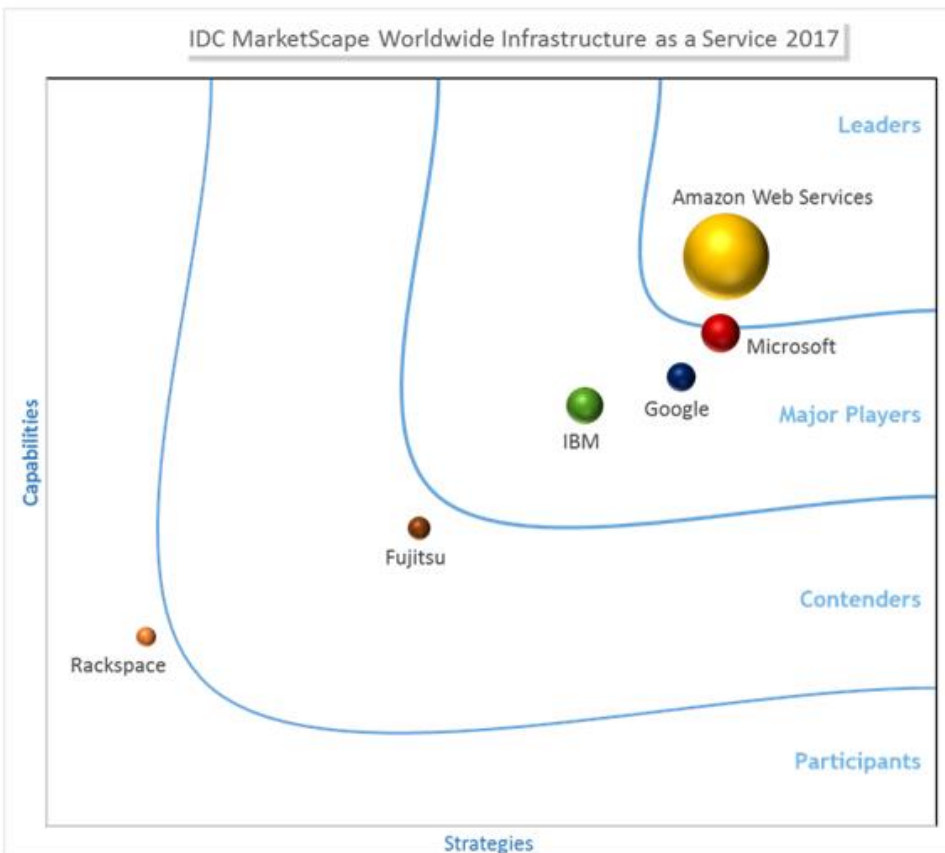 IDC MarketScape Worldwide Infrastructure as a Service 2017
Leaders
Amazon Web Services
Microsoft
Google
Major Players
IBM
Capabilities
Fujitsu
Contenders
Rackspace
Participants
Strategies